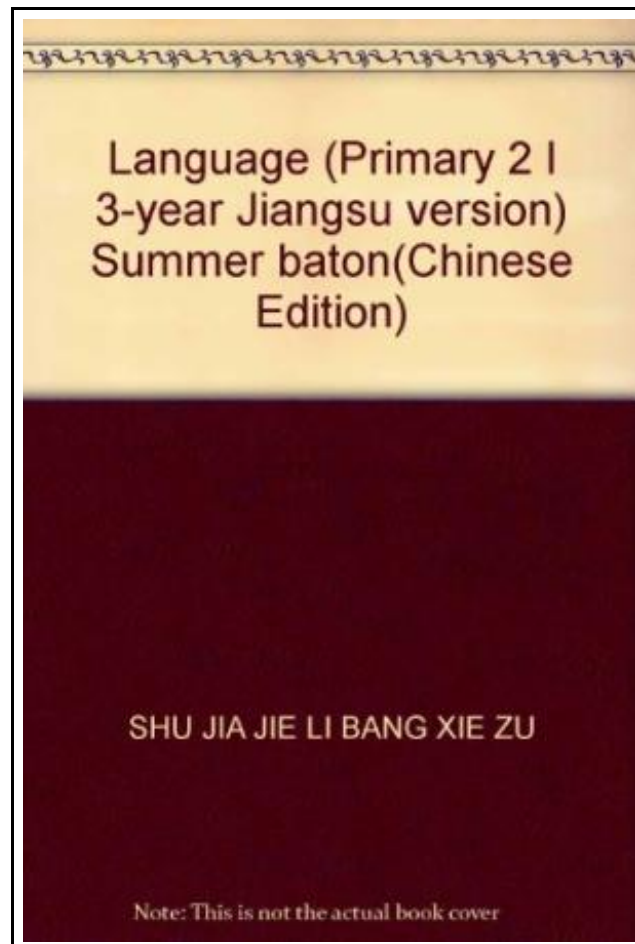 Language (Primary 2 l
3-year Jiangsu version)
Summer baton(Chinese
Edition)
SHU JIA JIE LI BANG XIE ZU
Note: This is not the actual book cover